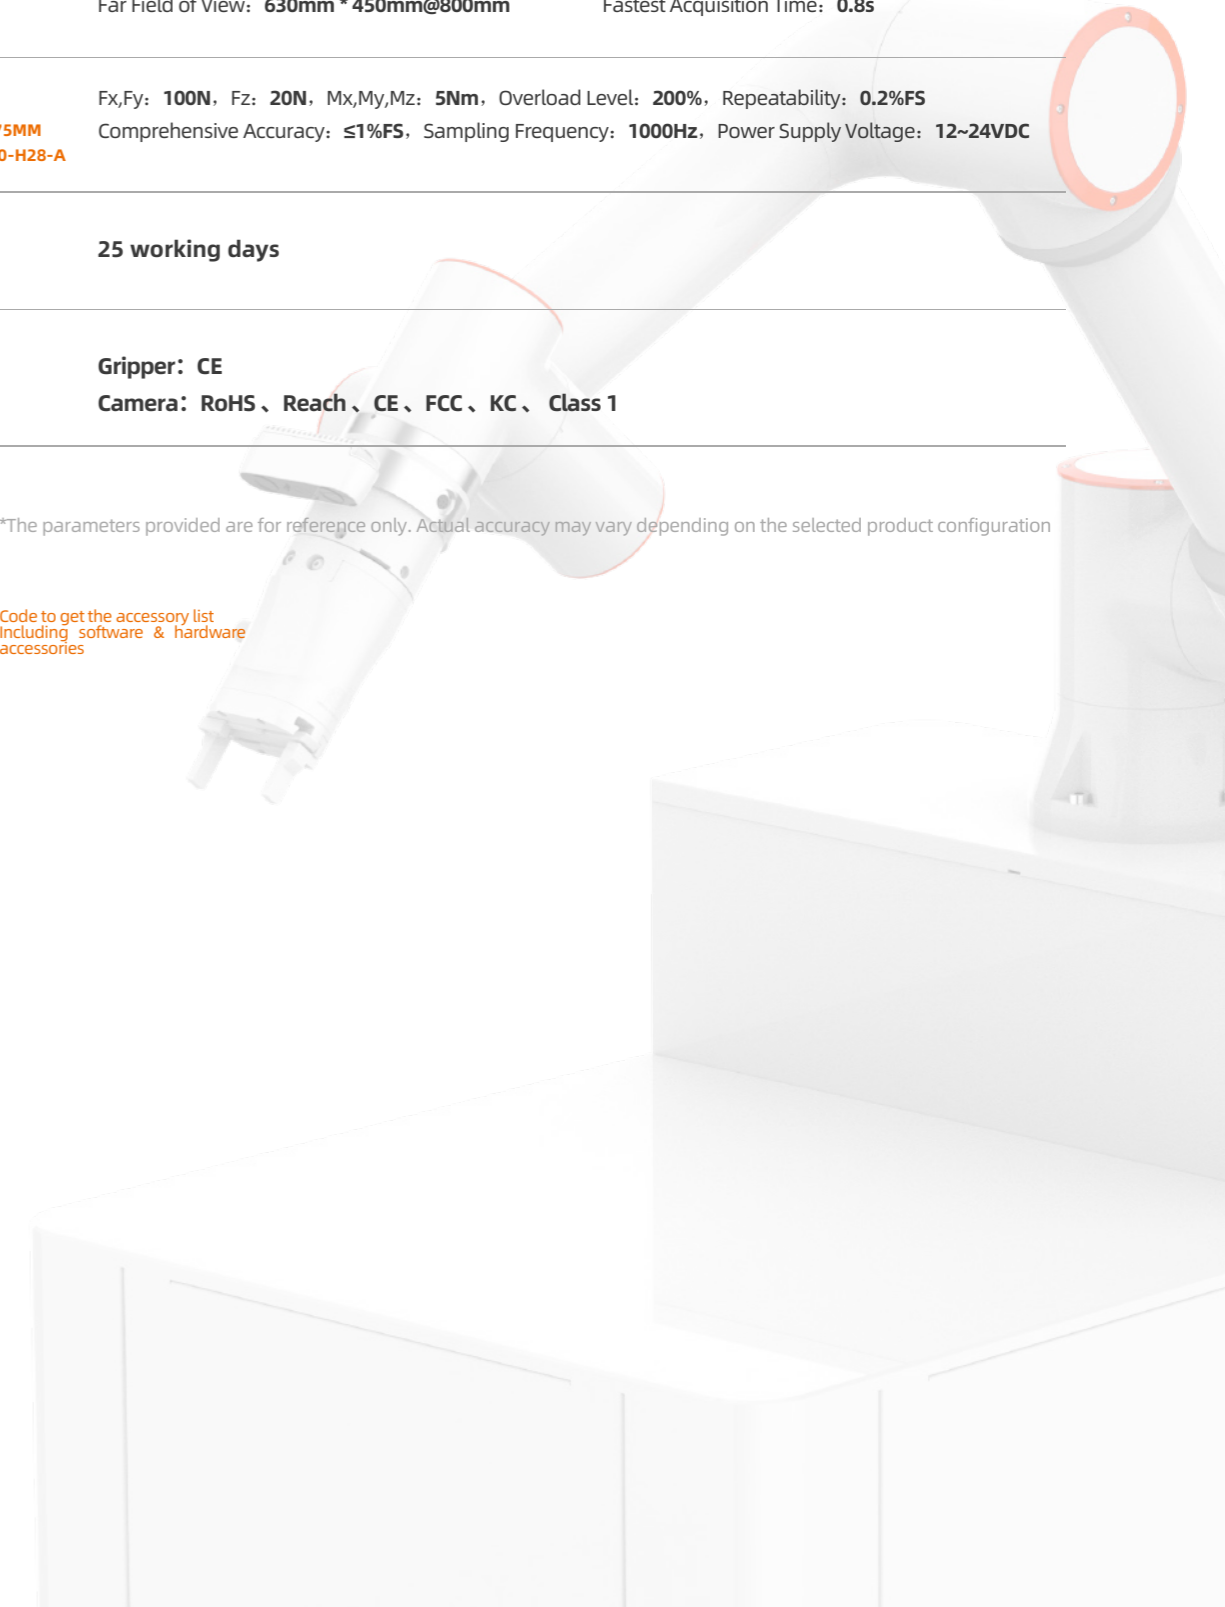 Far Field of View：630mm * 450mm@800mm Fastest Acquisition Time：0.8s
Fx,Fy：100N，Fz：20N，Mx,My,Mz：5Nm，Overload Level：200%，Repeatability：0.2%FS
5MM
Comprehensive Accuracy：≤1%FS，Sampling Frequency：1000Hz，Power Supply Voltage：12~24VDC
0-H28-A
25 working days
Gripper：CE
Camera：RoHS 、Reach 、CE 、FCC 、KC 、 Class 1
*The parameters provided are for reference only. Actual accuracy may vary depending on the selected product configuration
Code to get the accessory list
Including software & hardware
accessories